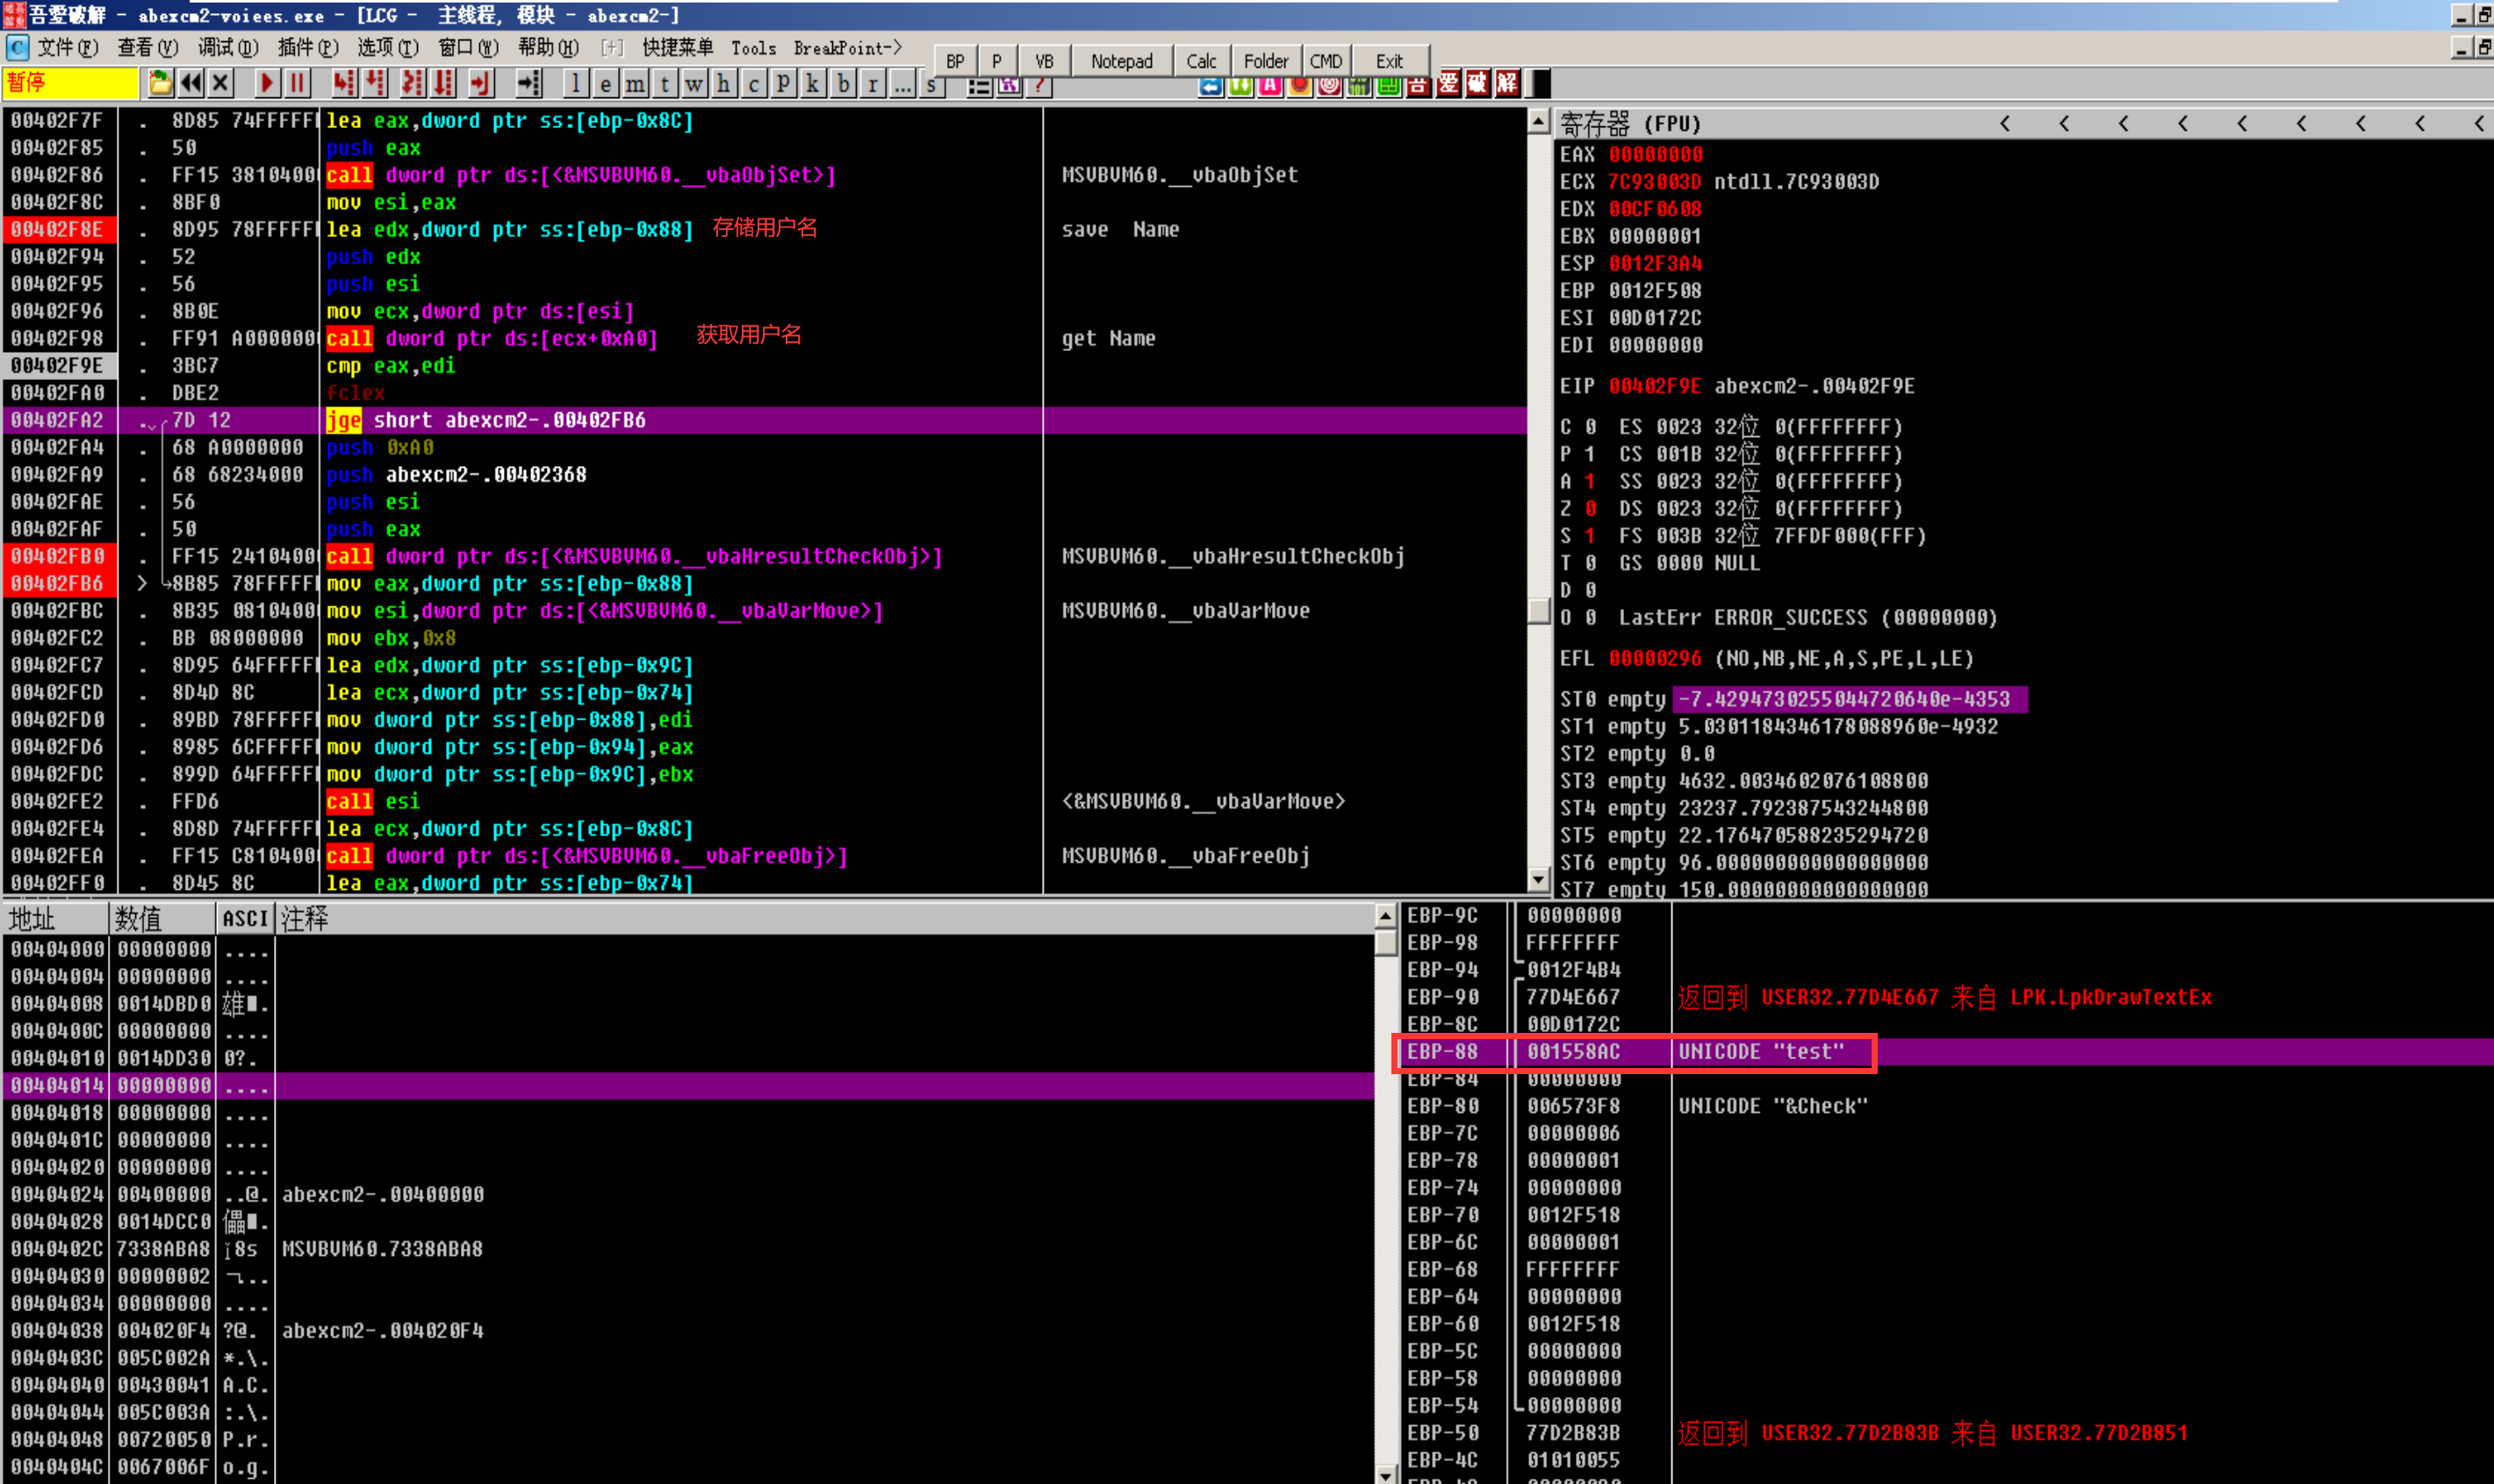 吾爱破解 - abexcm2-voiees.exe - [LCG - 主线程, 模块 - abexcm2-]
文件(F) 查看(V) 调试(D) 插件(P) 选项(T) 窗口(W) 帮助(H) [+] 快捷菜单 Tools BreakPoint->
BP P VB Notepad Calc Folder CMD Exit
暂停 l e m t w h c P k b r ... s ? 吾 爱 破 解
00402F7F . 8D85 74FFFFFF lea eax,dword ptr ss:[ebp-0x8C]
00402F85 . 50 push eax
00402F86 . FF15 38104000 call dword ptr ds:[<&MSVBVM60.__vbaObjSet>] MSVBVM60.__vbaObjSet
00402F8C . 8BF0 mov esi,eax
00402F8E . 8D95 78FFFFFF lea edx,dword ptr ss:[ebp-0x88] 存储用户名 save Name
00402F94 . 52 push edx
00402F95 . 56 push esi
00402F96 . 8B0E mov ecx,dword ptr ds:[esi]
00402F98 . FF91 A0000000 call dword ptr ds:[ecx+0xA0] 获取用户名 get Name
00402F9E . 3BC7 cmp eax,edi
00402FA0 . DBE2 fclex
00402FA2 . 7D 12 jge short abexcm2-.00402FB6
00402FA4 . 68 A0000000 push 0xA0
00402FA9 . 68 68234000 push abexcm2-.00402368
00402FAE . 56 push esi
00402FAF . 50 push eax
00402FB0 . FF15 24104000 call dword ptr ds:[<&MSVBVM60.__vbaHresultCheckObj>] MSVBVM60.__vbaHresultCheckObj
00402FB6 > 8B85 78FFFFFF mov eax,dword ptr ss:[ebp-0x88]
00402FBC . 8B35 08104000 mov esi,dword ptr ds:[<&MSVBVM60.__vbaVarMove>] MSVBVM60.__vbaVarMove
00402FC2 . BB 08000000 mov ebx,0x8
00402FC7 . 8D95 64FFFFFF lea edx,dword ptr ss:[ebp-0x9C]
00402FCD . 8D4D 8C lea ecx,dword ptr ss:[ebp-0x74]
00402FD0 . 89BD 78FFFFFF mov dword ptr ss:[ebp-0x88],edi
00402FD6 . 8985 6CFFFFFF mov dword ptr ss:[ebp-0x94],eax
00402FDC . 899D 64FFFFFF mov dword ptr ss:[ebp-0x9C],ebx
00402FE2 . FFD6 call esi <&MSVBVM60.__vbaVarMove>
00402FE4 . 8D8D 74FFFFFF lea ecx,dword ptr ss:[ebp-0x8C]
00402FEA . FF15 C8104000 call dword ptr ds:[<&MSVBVM60.__vbaFreeObj>] MSVBVM60.__vbaFreeObj
00402FF0 . 8D45 8C lea eax,dword ptr ss:[ebp-0x74]
寄存器 (FPU) < < < < < < < < <
EAX 00000000
ECX 7C93003D ntdll.7C93003D
EDX 00CF0608
EBX 00000001
ESP 0012F3A4
EBP 0012F508
ESI 00D0172C
EDI 00000000
EIP 00402F9E abexcm2-.00402F9E
C 0 ES 0023 32位 0(FFFFFFFF)
P 1 CS 001B 32位 0(FFFFFFFF)
A 1 SS 0023 32位 0(FFFFFFFF)
Z 0 DS 0023 32位 0(FFFFFFFF)
S 1 FS 003B 32位 7FFDF000(FFF)
T 0 GS 0000 NULL
D 0
O 0 LastErr ERROR_SUCCESS (00000000)
EFL 00000296 (NO,NB,NE,A,S,PE,L,LE)
ST0 empty -7.4294730255044720640e-4353
ST1 empty 5.0301184346178088960e-4932
ST2 empty 0.0
ST3 empty 4632.0034602076108800
ST4 empty 23237.792387543244800
ST5 empty 22.176470588235294720
ST6 empty 96.000000000000000000
ST7 empty 150.00000000000000000
地址 数值 ASCI 注释
00404000 00000000 ....
00404004 00000000 ....
00404008 0014DBD0 雄■.
0040400C 00000000 ....
00404010 0014DD30 0?.
00404014 00000000 ....
00404018 00000000 ....
0040401C 00000000 ....
00404020 00000000 ....
00404024 00400000 ..@. abexcm2-.00400000
00404028 0014DCC0 ■.
0040402C 7338ABA8 8s MSVBVM60.7338ABA8
00404030 00000002 ¬...
00404034 00000000 ....
00404038 004020F4 ?@. abexcm2-.004020F4
0040403C 005C002A *.\.
00404040 00430041 A.C.
00404044 005C003A :.\.
00404048 00720050 P.r.
0040404C 0067006F o.g.
EBP-9C 00000000
EBP-98 FFFFFFFF
EBP-94 0012F4B4
EBP-90 77D4E667 返回到 USER32.77D4E667 来自 LPK.LpkDrawTextEx
EBP-8C 00D0172C
EBP-88 001558AC UNICODE "test"
EBP-84 00000000
EBP-80 006573F8 UNICODE "&Check"
EBP-7C 00000006
EBP-78 00000001
EBP-74 00000000
EBP-70 0012F518
EBP-6C 00000001
EBP-68 FFFFFFFF
EBP-64 00000000
EBP-60 0012F518
EBP-5C 00000000
EBP-58 00000000
EBP-54 00000000
EBP-50 77D2B83B 返回到 USER32.77D2B83B 来自 USER32.77D2B851
EBP-4C 01010055